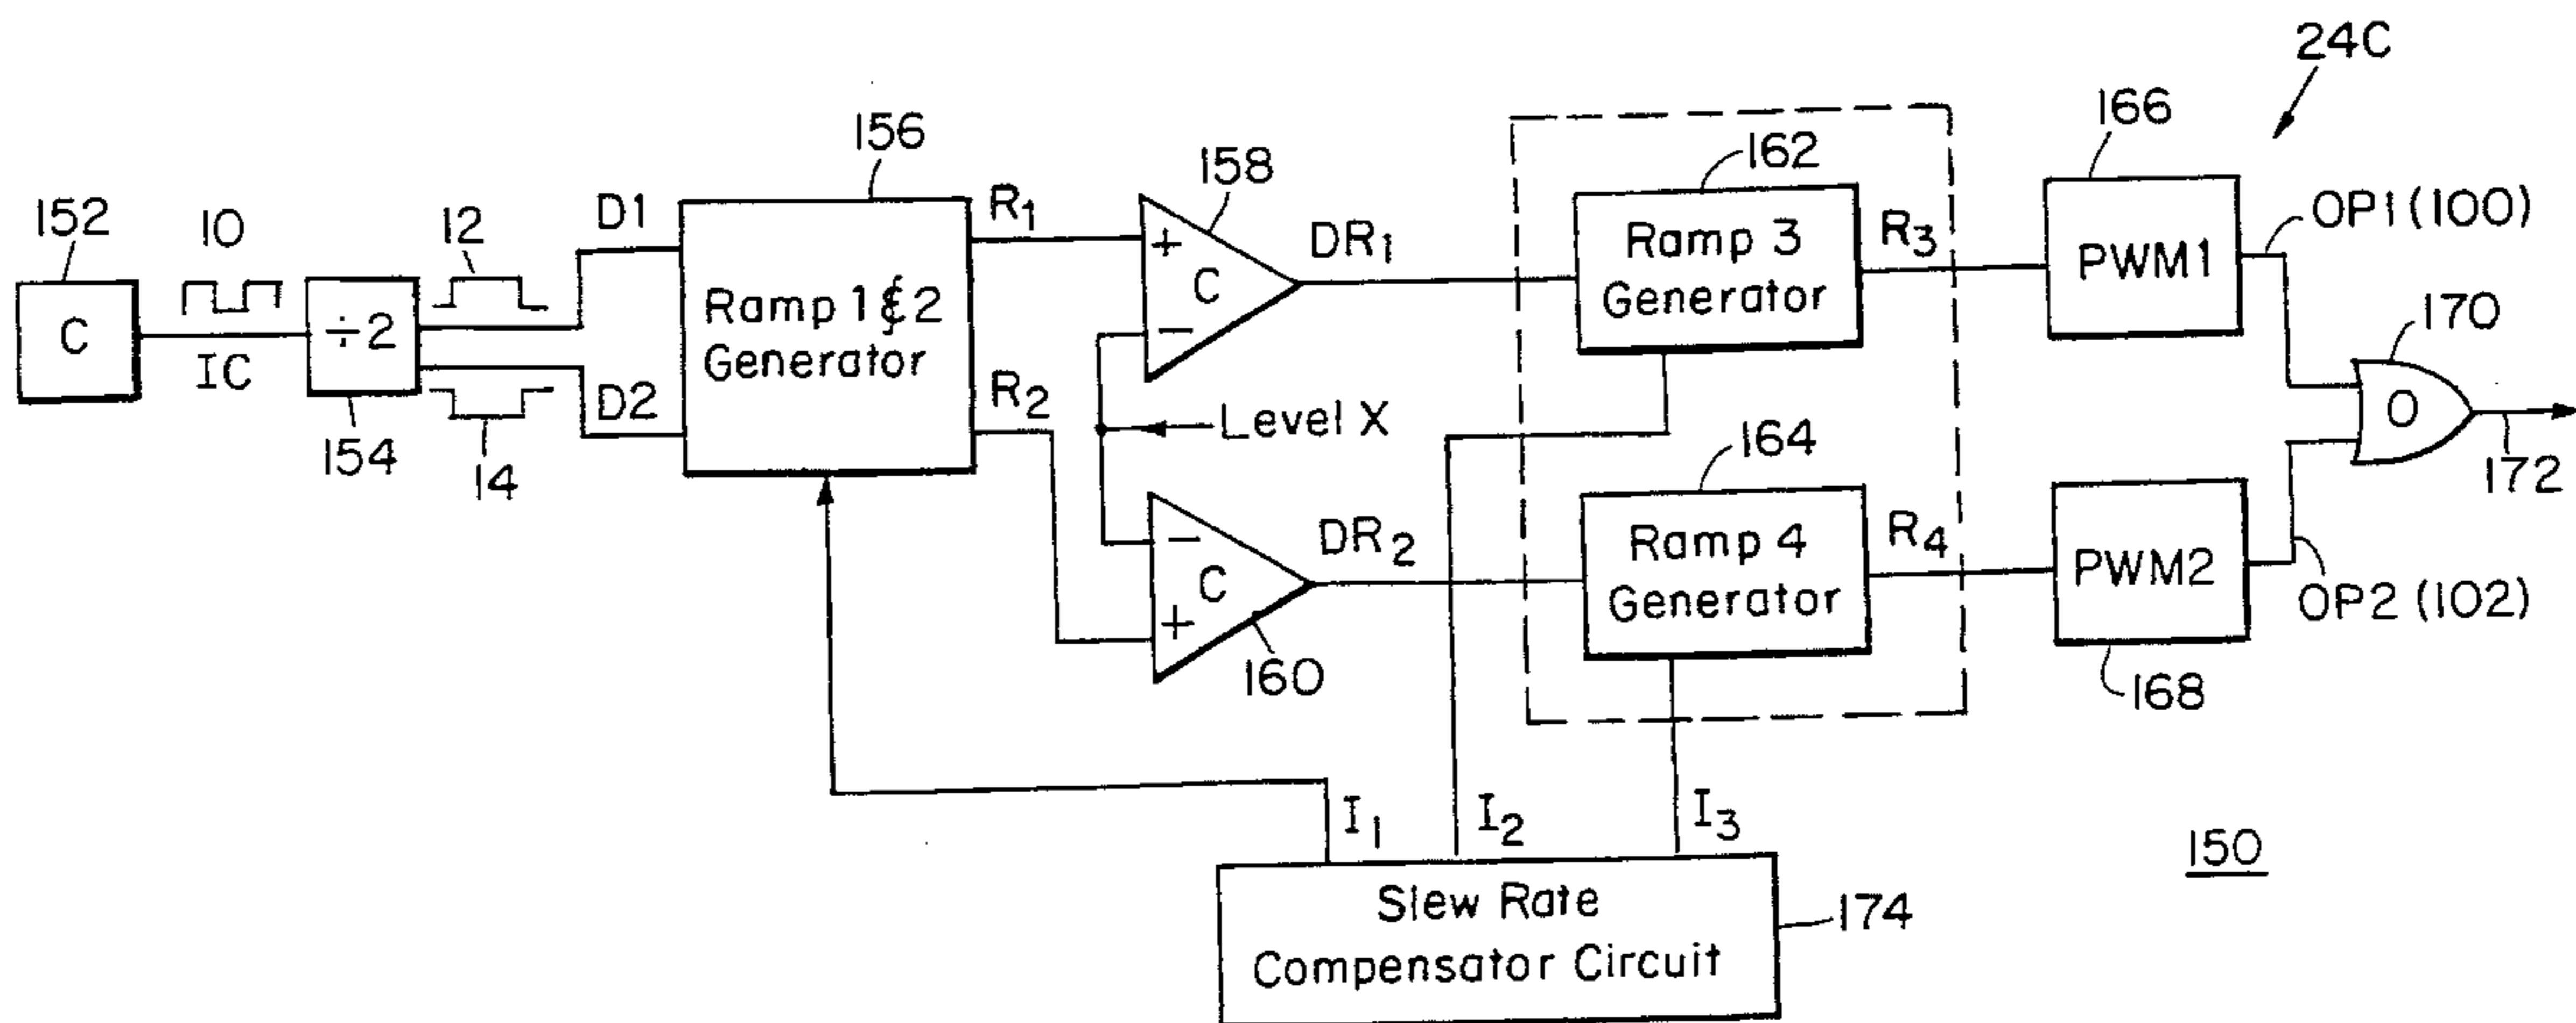 24C
152
10
12
D1
156
R1
158
DR1
162
R3
166
OP1 (100)
C
IC
÷2
Ramp 1 & 2
Generator
+
C
−
Ramp 3
Generator
PWM1
170
O
172
154
14
D2
R2
Level X
164
−
C
+
160
DR2
Ramp 4
Generator
R4
PWM2
168
OP2 (102)
I1
I2
I3
150
Slew Rate
Compensator Circuit
174